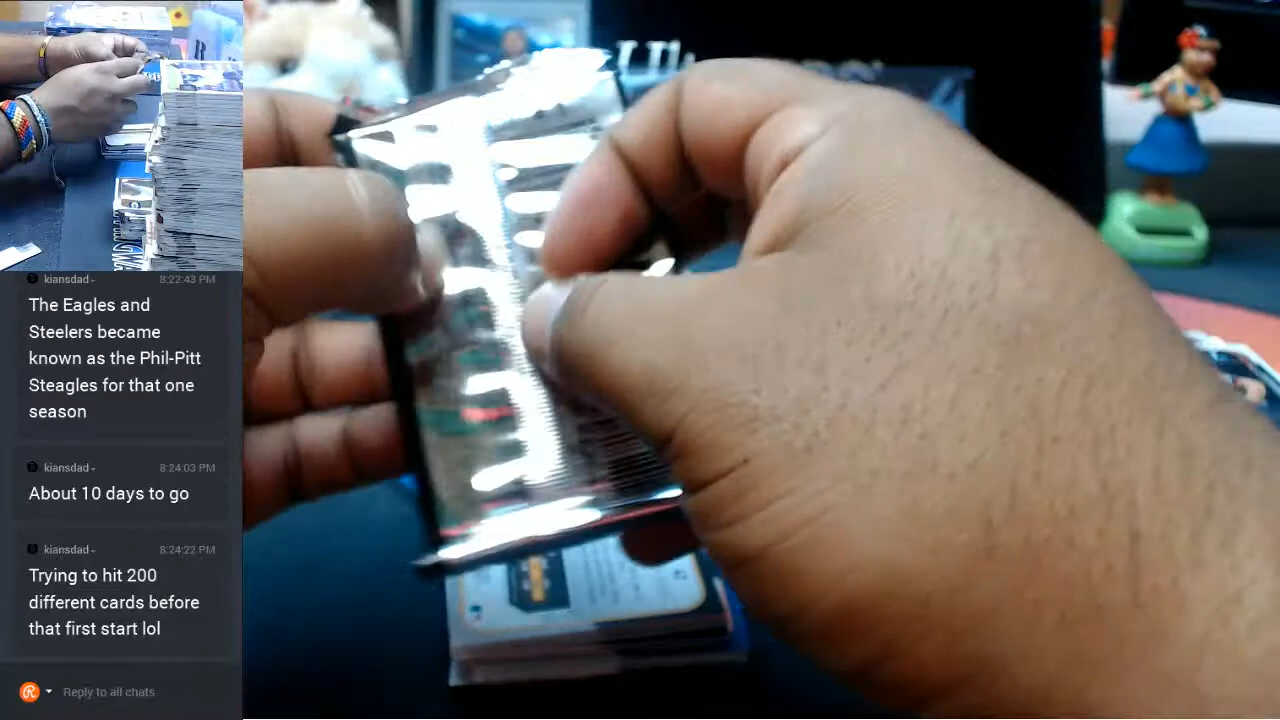 kiansdad- 8:22:43 PM
The Eagles and
Steelers became
known as the Phil-Pitt
Steagles for that one
season
kiansdad- 8:24:03 PM
About 10 days to go
kiansdad- 8:24:22 PM
Trying to hit 200
different cards before
that first start lol
Reply to all chats